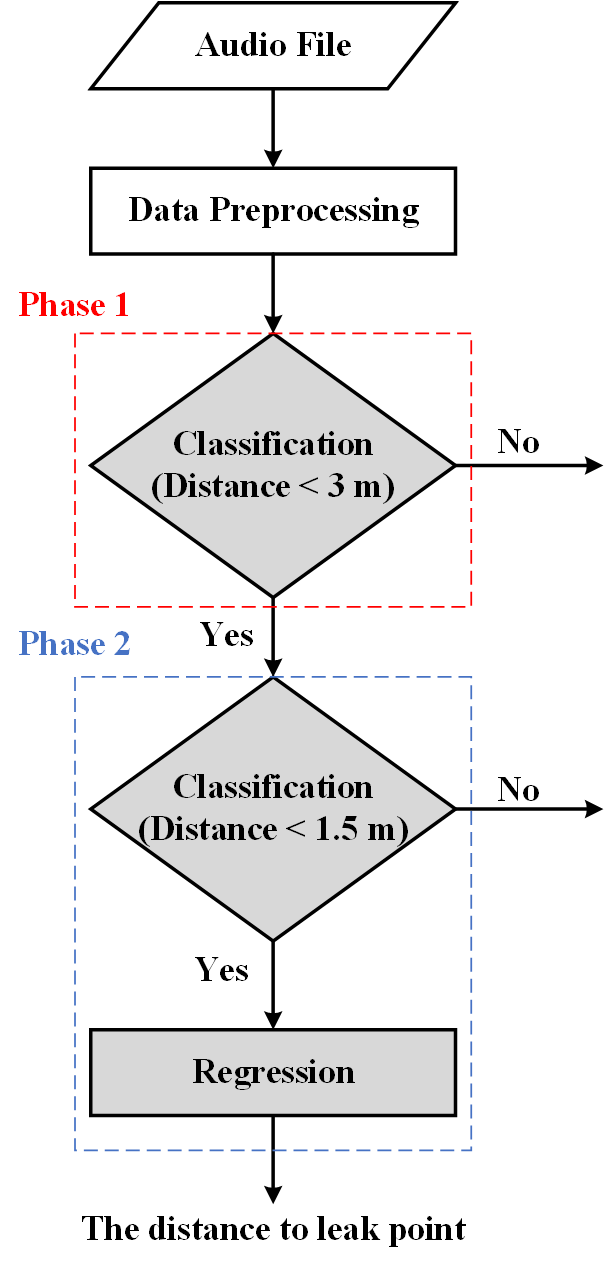 Audio File
Data Preprocessing
Phase 1
Classification
(Distance < 3 m)
No
Yes
Phase 2
Classification
(Distance < 1.5 m)
No
Yes
Regression
The distance to leak point